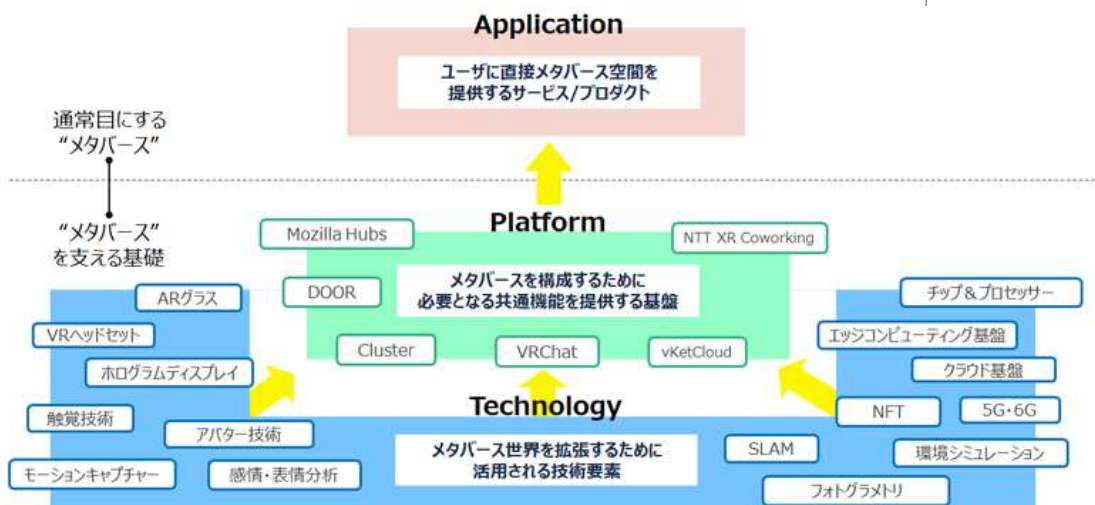 Application
ユーザに直接メタバース空間を
提供するサービス/プロダクト
通常目にする
“メタバース”
“メタバース”
を支える基礎
Platform
Mozilla Hubs
NTT XR Coworking
DOOR
メタバースを構成するために
必要となる共通機能を提供する基盤
Cluster
VRChat
vKetCloud
ARグラス
VRヘッドセット
ホログラムディスプレイ
触覚技術
アバター技術
モーションキャプチャー
感情・表情分析
Technology
メタバース世界を拡張するために
活用される技術要素
チップ＆プロセッサー
エッジコンピューティング基盤
クラウド基盤
NFT
5G・6G
SLAM
環境シミュレーション
フォトグラメトリ